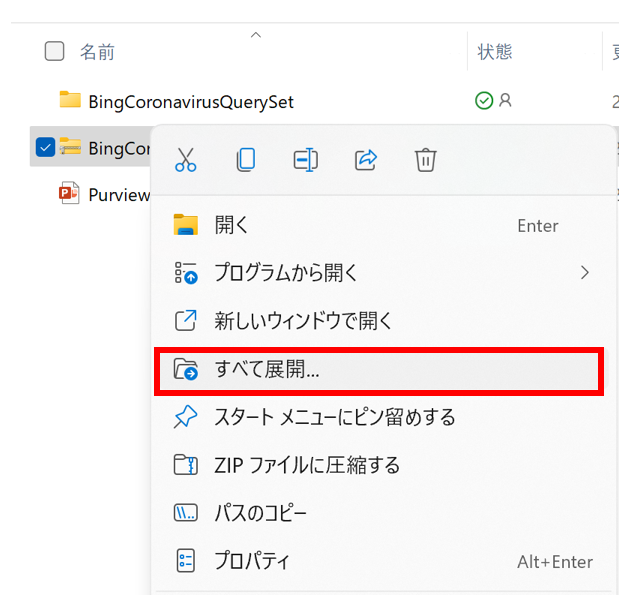 名前 状態
BingCoronavirusQuerySet
BingCor
Purview
開く Enter
プログラムから開く
新しいウィンドウで開く
すべて展開...
スタート メニューにピン留めする
ZIP ファイルに圧縮する
パスのコピー
プロパティ Alt+Enter